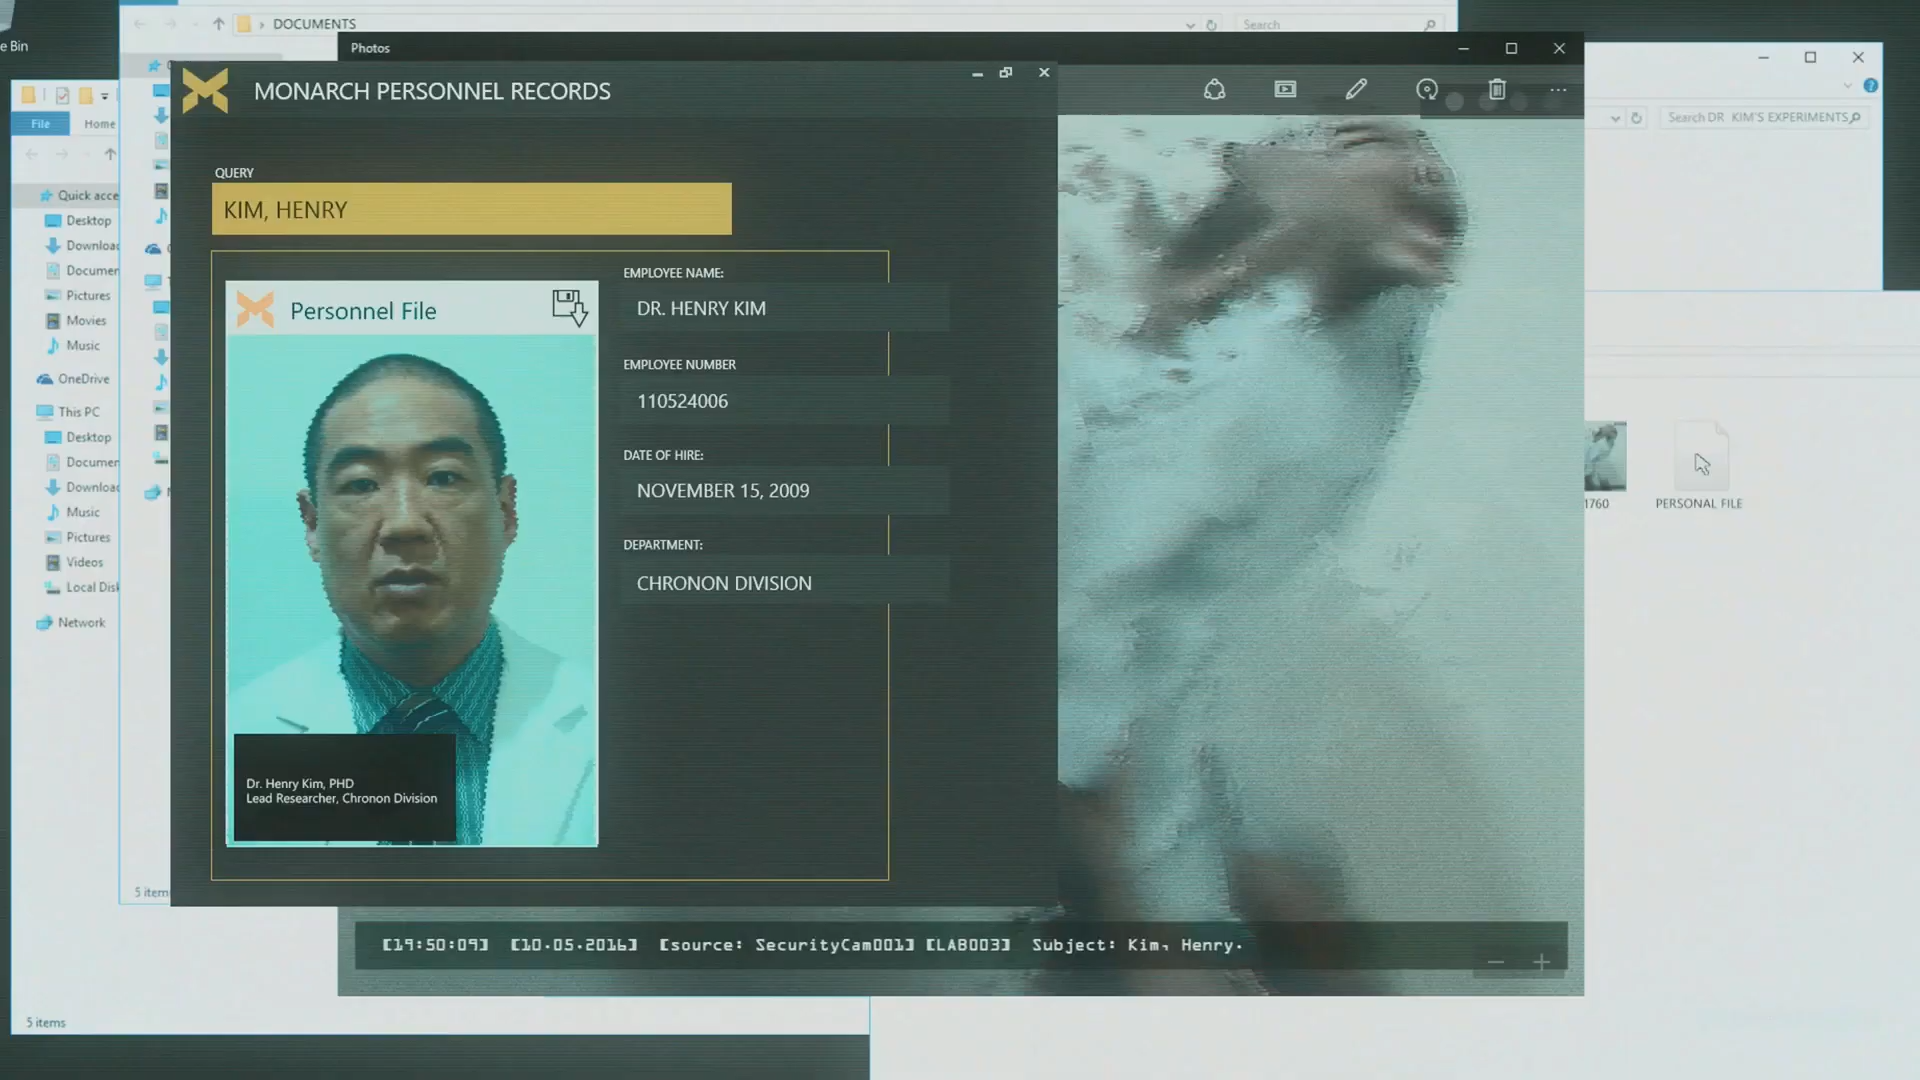 e Bin
DOCUMENTS
Search
Photos
MONARCH PERSONNEL RECORDS
File
Home
Search DR KIM'S EXPERIMENTS
QUERY
KIM, HENRY
Quick acce
Desktop
Downloa
Documen
Pictures
Movies
Music
OneDrive
This PC
Desktop
Documen
Downloa
Music
Pictures
Videos
Local Disk
Network
Personnel File
EMPLOYEE NAME:
DR. HENRY KIM
EMPLOYEE NUMBER
110524006
DATE OF HIRE:
NOVEMBER 15, 2009
DEPARTMENT:
CHRONON DIVISION
Dr. Henry Kim, PHD
Lead Researcher, Chronon Division
1760
PERSONAL FILE
5 item
[19:50:09] [10.05.2016] [source: SecurityCam001] [LAB003] Subject: Kim, Henry.
5 items